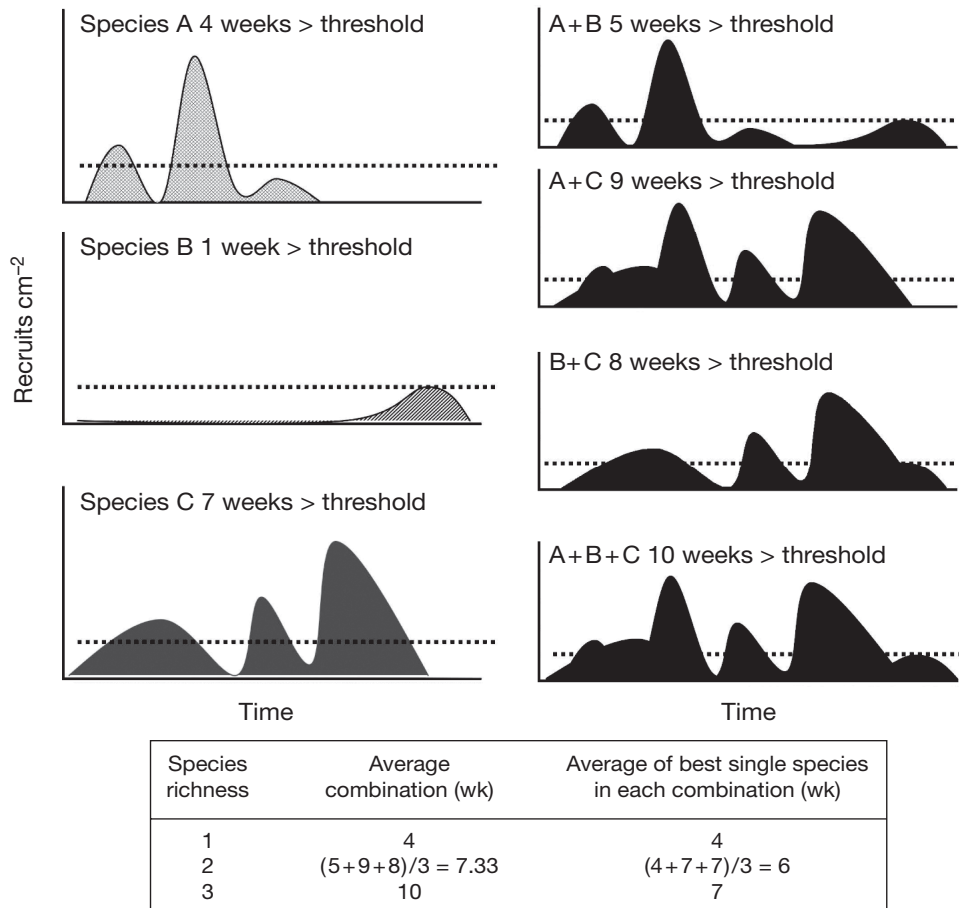 Species A 4 weeks > threshold
Species B 1 week > threshold
Species C 7 weeks > threshold
Recruits cm⁻²
Time
A+B 5 weeks > threshold
A+C 9 weeks > threshold
B+C 8 weeks > threshold
A+B+C 10 weeks > threshold
Time
Species richness Average combination (wk) Average of best single species in each combination (wk)
1 4 4
2 (5+9+8)/3 = 7.33 (4+7+7)/3 = 6
3 10 7